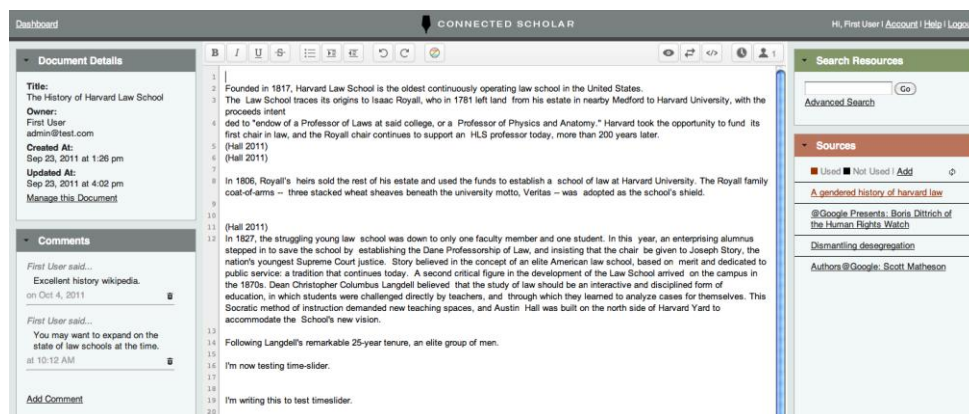 Dashboard
CONNECTED SCHOLAR
Hi, First User | Account | Help | Logou
Document Details
Title:
The History of Harvard Law School
Owner:
First User
admin@test.com
Created At:
Sep 23, 2011 at 1:26 pm
Updated At:
Sep 23, 2011 at 4:02 pm
Manage this Document
Comments
First User said...
Excellent history wikipedia.
on Oct 4, 2011
First User said...
You may want to expand on the
state of law schools at the time.
at 10:12 AM
Add Comment
B I U S 1
1
2 Founded in 1817, Harvard Law School is the oldest continuously operating law school in the United States.
3 The Law School traces its origins to Isaac Royall, who in 1781 left land from his estate in nearby Medford to Harvard University, with the
proceeds intent
4 ded to "endow of a Professor of Laws at said college, or a Professor of Physics and Anatomy." Harvard took the opportunity to fund its
first chair in law, and the Royall chair continues to support an HLS professor today, more than 200 years later.
5 (Hall 2011)
6 (Hall 2011)
7
8 In 1806, Royall's heirs sold the rest of his estate and used the funds to establish a school of law at Harvard University. The Royall family
coat-of-arms -- three stacked wheat sheaves beneath the university motto, Veritas -- was adopted as the school's shield.
9
10
11 (Hall 2011)
12 In 1827, the struggling young law school was down to only one faculty member and one student. In this year, an enterprising alumnus
stepped in to save the school by establishing the Dane Professorship of Law, and insisting that the chair be given to Joseph Story, the
nation's youngest Supreme Court justice. Story believed in the concept of an elite American law school, based on merit and dedicated to
public service: a tradition that continues today. A second critical figure in the development of the Law School arrived on the campus in
the 1870s. Dean Christopher Columbus Langdell believed that the study of law should be an interactive and disciplined form of
education, in which students were challenged directly by teachers, and through which they learned to analyze cases for themselves. This
Socratic method of instruction demanded new teaching spaces, and Austin Hall was built on the north side of Harvard Yard to
accommodate the School's new vision.
13
14 Following Langdell's remarkable 25-year tenure, an elite group of men.
15
16 I'm now testing time-slider.
17
18
19 I'm writing this to test timeslider.
20
Search Resources
Go
Advanced Search
Sources
Used Not Used | Add
A gendered history of harvard law
@Google Presents: Boris Dittrich of
the Human Rights Watch
Dismantling desegregation
Authors@Google: Scott Matheson